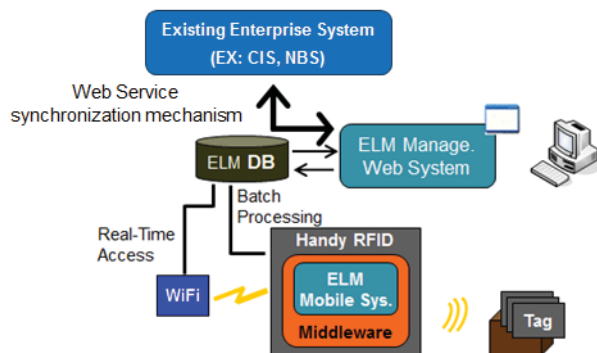 Existing Enterprise System
(EX: CIS, NBS)
Web Service
synchronization mechanism
ELM DB
ELM Manage.
Web System
Batch
Processing
Real-Time
Access
Handy RFID
WiFi
ELM
Mobile Sys.
Middleware
Tag